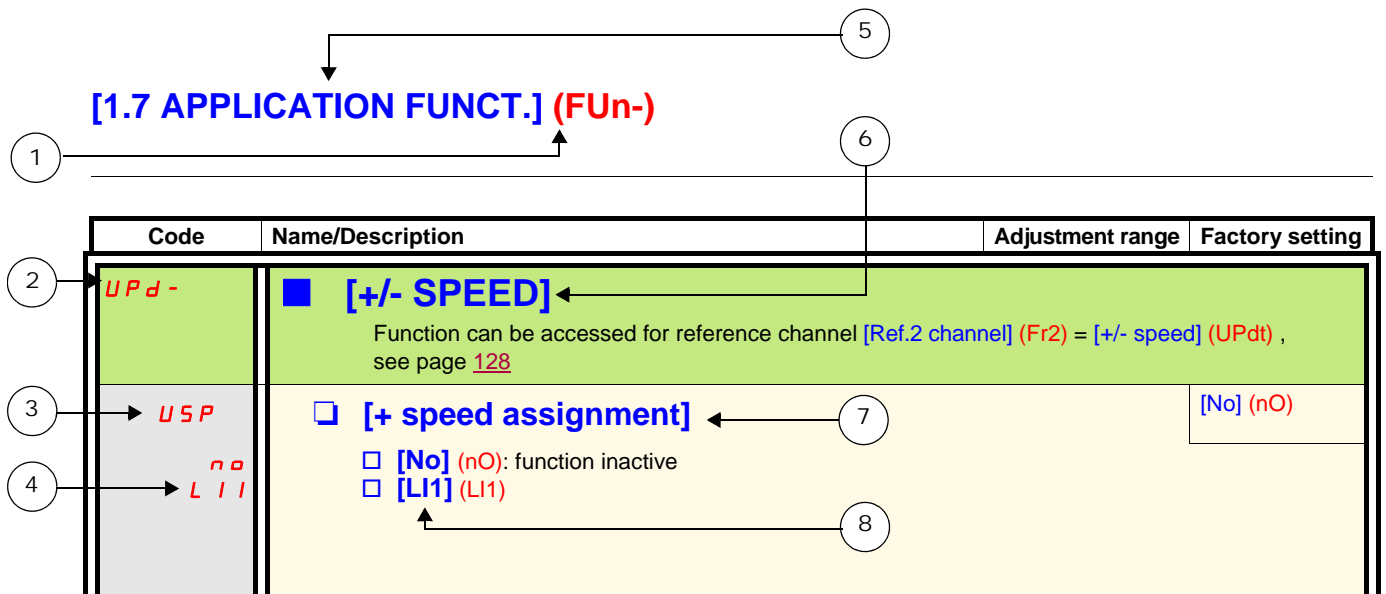 5
[1.7 APPLICATION FUNCT.] (FUn-)
1
6
Code Name/Description Adjustment range Factory setting
2
UPd-
[+/- SPEED]
Function can be accessed for reference channel [Ref.2 channel] (Fr2) = [+/- speed] (UPdt) ,
see page 128
3
USP
[+ speed assignment]
7
[No] (nO)
no
[No] (nO): function inactive
4
LI1
[LI1] (LI1)
8